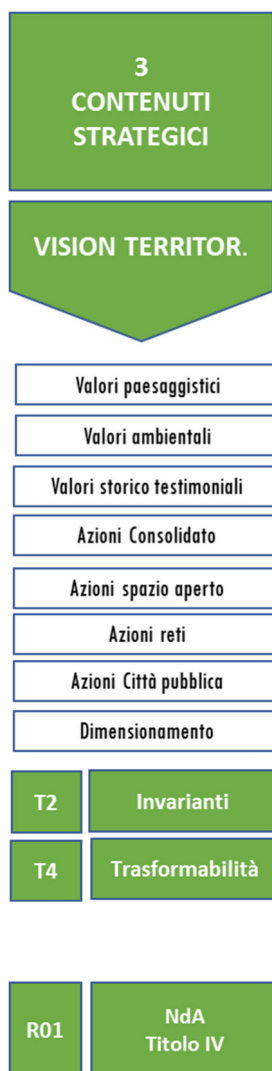 3
CONTENUTI
STRATEGICI
VISION TERRITOR.
Valori paesaggistici
Valori ambientali
Valori storico testimoniali
Azioni Consolidato
Azioni spazio aperto
Azioni reti
Azioni Città pubblica
Dimensionamento
T2 Invarianti
T4 Trasformabilità
R01
NdA
Titolo IV